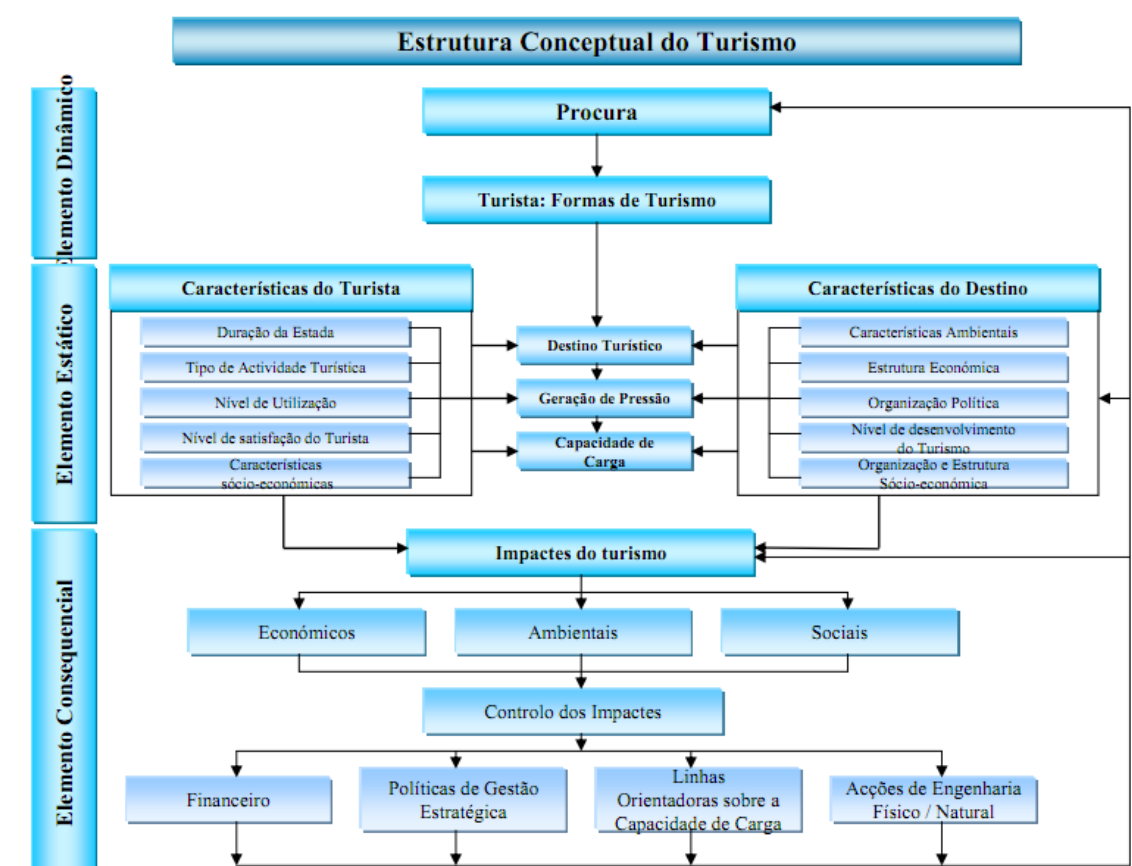 Estrutura Conceptual do Turismo
Elemento Dinâmico
Procura
Turista: Formas de Turismo
Elemento Estático
Características do Turista
Duração da Estada
Tipo de Actividade Turística
Nível de Utilização
Nível de satisfação do Turista
Características
sócio-económicas
Destino Turístico
Geração de Pressão
Capacidade de
Carga
Características do Destino
Características Ambientais
Estrutura Económica
Organização Política
Nível de desenvolvimento
do Turismo
Organização e Estrutura
Sócio-económica
Elemento Consequencial
Impactes do turismo
Económicos
Ambientais
Sociais
Controlo dos Impactes
Financeiro
Políticas de Gestão
Estratégica
Linhas
Orientadoras sobre a
Capacidade de Carga
Acções de Engenharia
Físico / Natural